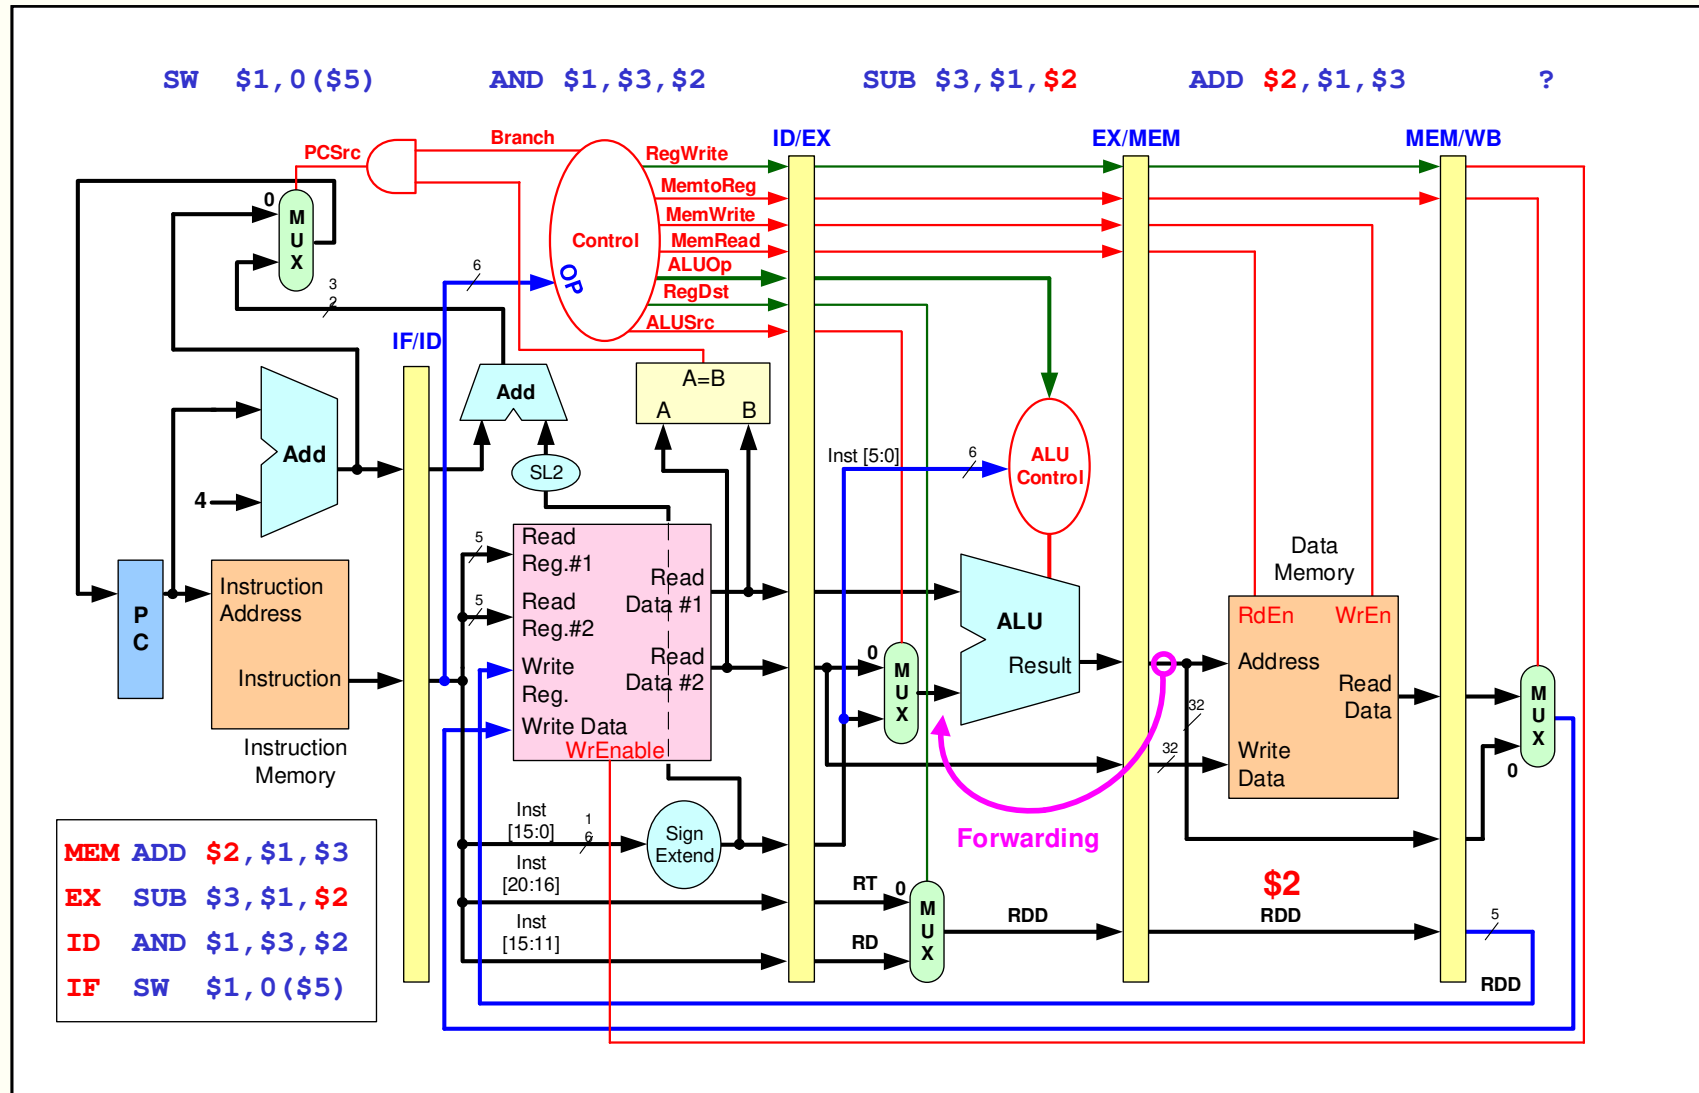 SW $1,0($5) AND $1,$3,$2 SUB $3,$1,$2 ADD $2,$1,$3 ?
ID/EX EX/MEM MEM/WB
Branch
PCSrc
RegWrite
MemtoReg
MemWrite
MemRead
ALUOp
RegDst
ALUSrc
Control
OP
0
M
U
X
6
3
2
IF/ID
Add
A=B
A B
Add
4
SL2
Inst [5:0]
6
ALU
Control
P
C
Instruction
Address
Instruction
Instruction
Memory
5
Read
Reg.#1
5
Read
Reg.#2
Write
Reg.
Write Data
WrEnable
Read
Data #1
Read
Data #2
0
M
U
X
ALU
Result
Data
Memory
RdEn WrEn
Address
Read
Data
Write
Data
32
32
M
U
X
0
Forwarding
Inst
[15:0]
1
6
Sign
Extend
Inst
[20:16]
Inst
[15:11]
RT
RD
0
M
U
X
RDD
$2
RDD
5
RDD
MEM ADD $2,$1,$3
EX SUB $3,$1,$2
ID AND $1,$3,$2
IF SW $1,0($5)